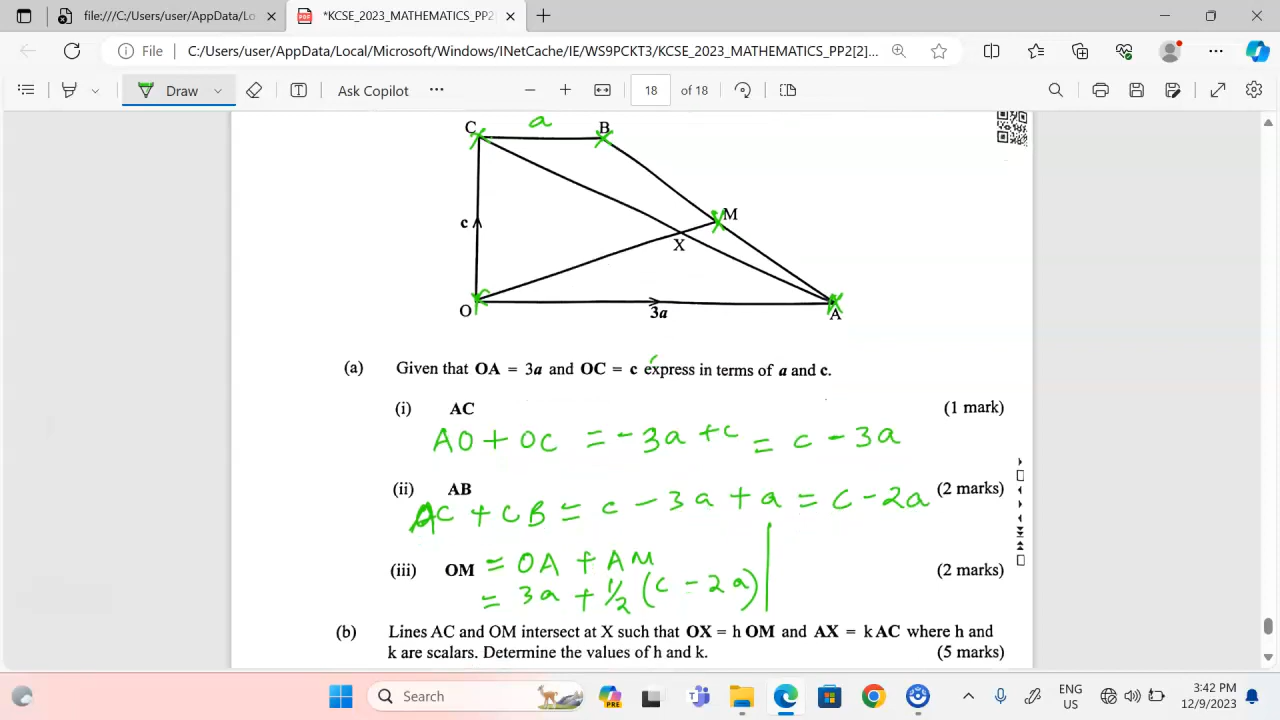 file:///C:/Users/user/AppData/Lo
*KCSE_2023_MATHEMATICS_PP2
File
C:/Users/user/AppData/Local/Microsoft/Windows/INetCache/IE/WS9PCKT3/KCSE_2023_MATHEMATICS_PP2[2]...
Draw
Ask Copilot
18
of 18
C a B
c M
X
O 3a A
(a) Given that OA = 3a and OC = c express in terms of a and c.
(i) AC (1 mark)
AO + OC = -3a + c = c - 3a
(ii) AB (2 marks)
AC + CB = c - 3a + a = c - 2a
(iii) OM = OA + AM (2 marks)
= 3a + 1/2 (c - 2a)
(b) Lines AC and OM intersect at X such that OX = h OM and AX = k AC where h and
k are scalars. Determine the values of h and k. (5 marks)
Search
PRE
ENG
US
3:42 PM
12/9/2023